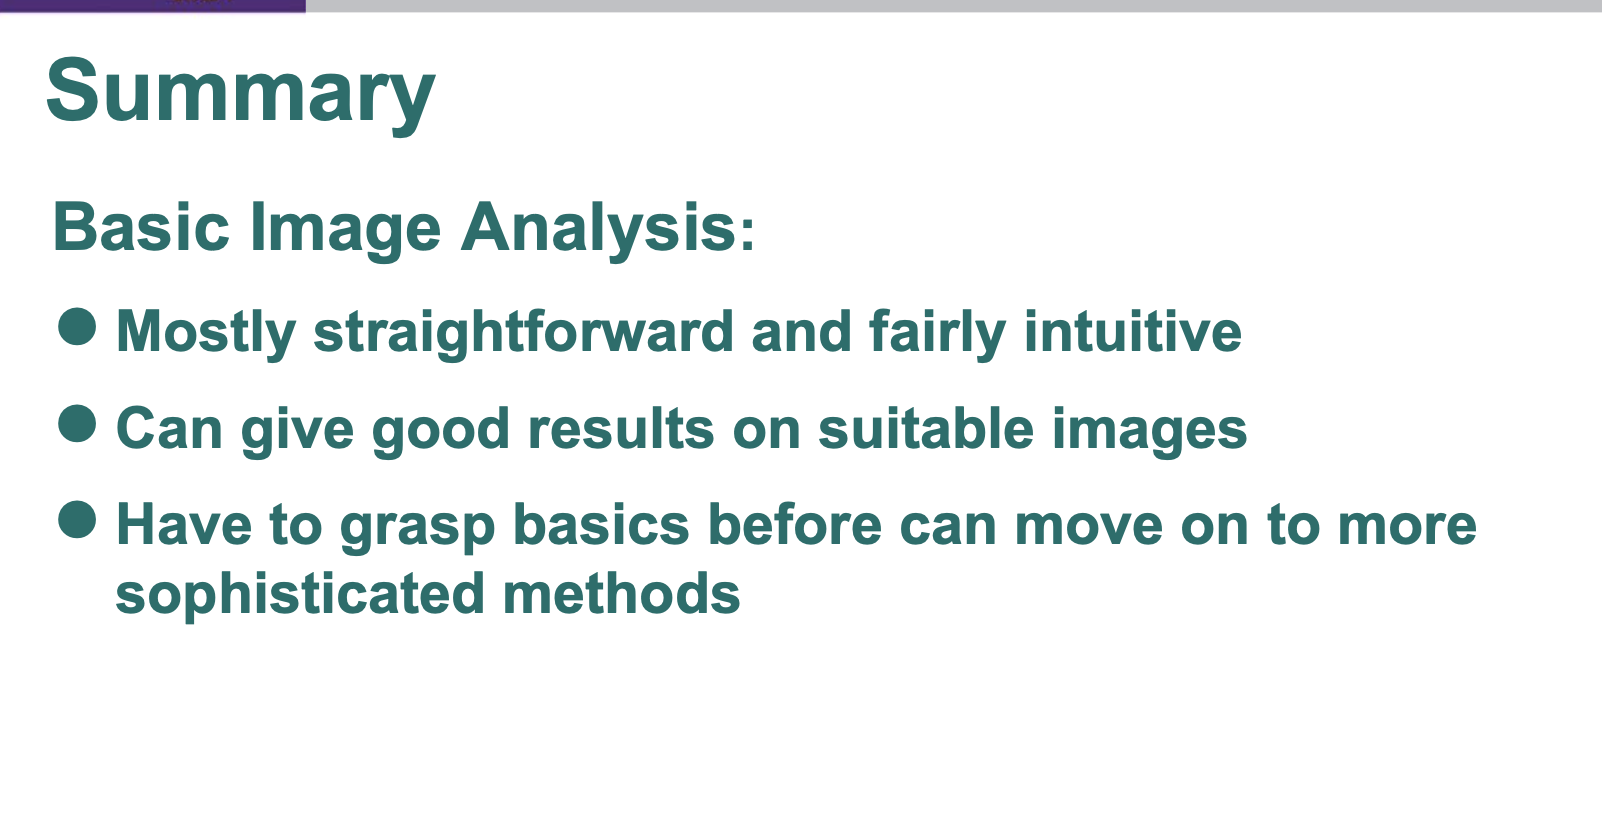 Summary
Basic Image Analysis:
● Mostly straightforward and fairly intuitive
● Can give good results on suitable images
● Have to grasp basics before can move on to more
sophisticated methods